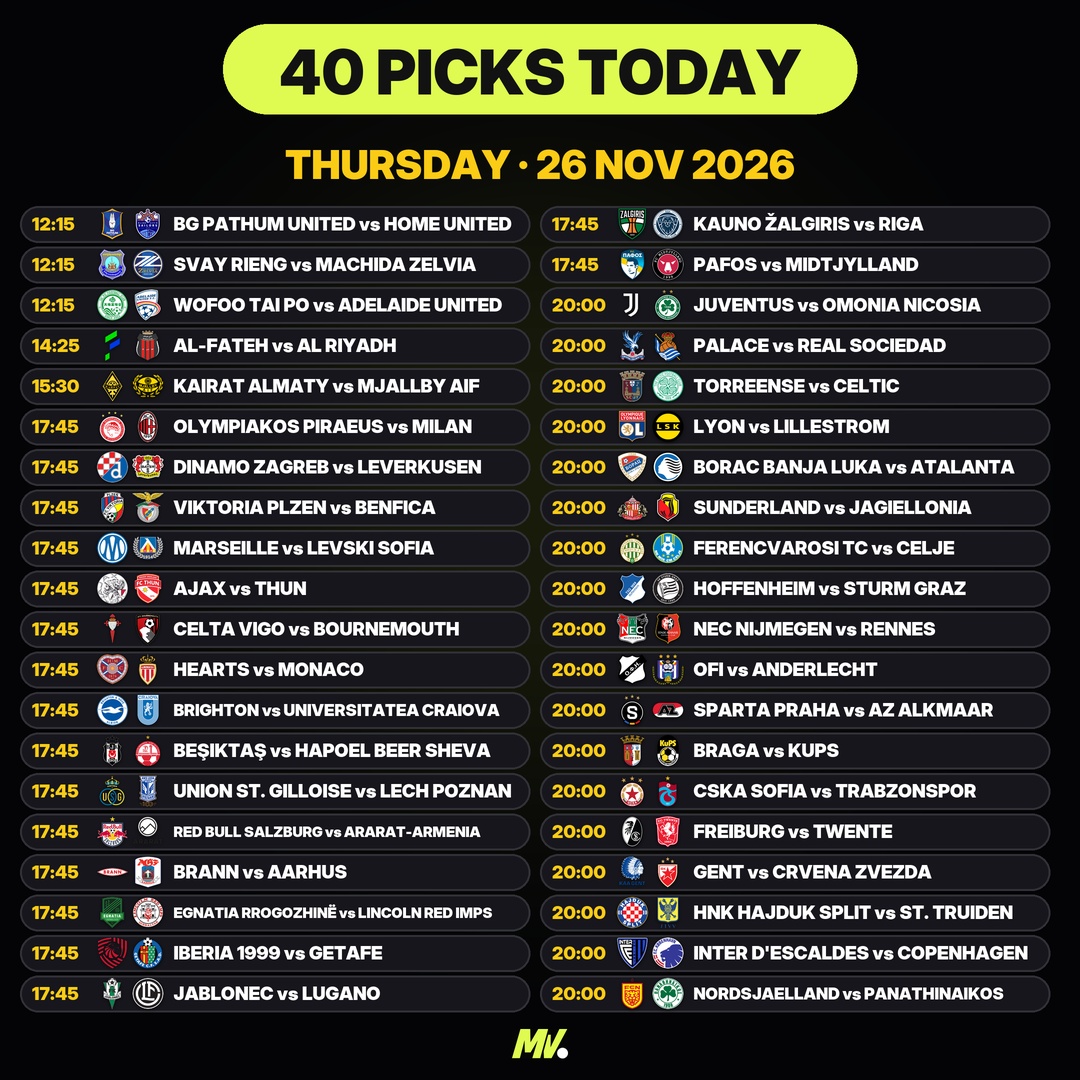 40 PICKS TODAY
THURSDAY · 26 NOV 2026
12:15 BG PATHUM UNITED vs HOME UNITED
12:15 SVAY RIENG vs MACHIDA ZELVIA
12:15 WOFOO TAI PO vs ADELAIDE UNITED
14:25 AL-FATEH vs AL RIYADH
15:30 KAIRAT ALMATY vs MJALLBY AIF
17:45 OLYMPIAKOS PIRAEUS vs MILAN
17:45 DINAMO ZAGREB vs LEVERKUSEN
17:45 VIKTORIA PLZEN vs BENFICA
17:45 MARSEILLE vs LEVSKI SOFIA
17:45 AJAX vs THUN
17:45 CELTA VIGO vs BOURNEMOUTH
17:45 HEARTS vs MONACO
17:45 BRIGHTON vs UNIVERSITATEA CRAIOVA
17:45 BEŞIKTAŞ vs HAPOEL BEER SHEVA
17:45 UNION ST. GILLOISE vs LECH POZNAN
17:45 RED BULL SALZBURG vs ARARAT-ARMENIA
17:45 BRANN vs AARHUS
17:45 EGNATIA RROGOZHINË vs LINCOLN RED IMPS
17:45 IBERIA 1999 vs GETAFE
17:45 JABLONEC vs LUGANO
17:45 KAUNO ŽALGIRIS vs RIGA
17:45 PAFOS vs MIDTJYLLAND
20:00 JUVENTUS vs OMONIA NICOSIA
20:00 PALACE vs REAL SOCIEDAD
20:00 TORREENSE vs CELTIC
20:00 LYON vs LILLESTROM
20:00 BORAC BANJA LUKA vs ATALANTA
20:00 SUNDERLAND vs JAGIELLONIA
20:00 FERENCVAROSI TC vs CELJE
20:00 HOFFENHEIM vs STURM GRAZ
20:00 NEC NIJMEGEN vs RENNES
20:00 OFI vs ANDERLECHT
20:00 SPARTA PRAHA vs AZ ALKMAAR
20:00 BRAGA vs KUPS
20:00 CSKA SOFIA vs TRABZONSPOR
20:00 FREIBURG vs TWENTE
20:00 GENT vs CRVENA ZVEZDA
20:00 HNK HAJDUK SPLIT vs ST. TRUIDEN
20:00 INTER D'ESCALDES vs COPENHAGEN
20:00 NORDSJAELLAND vs PANATHINAIKOS
MV.